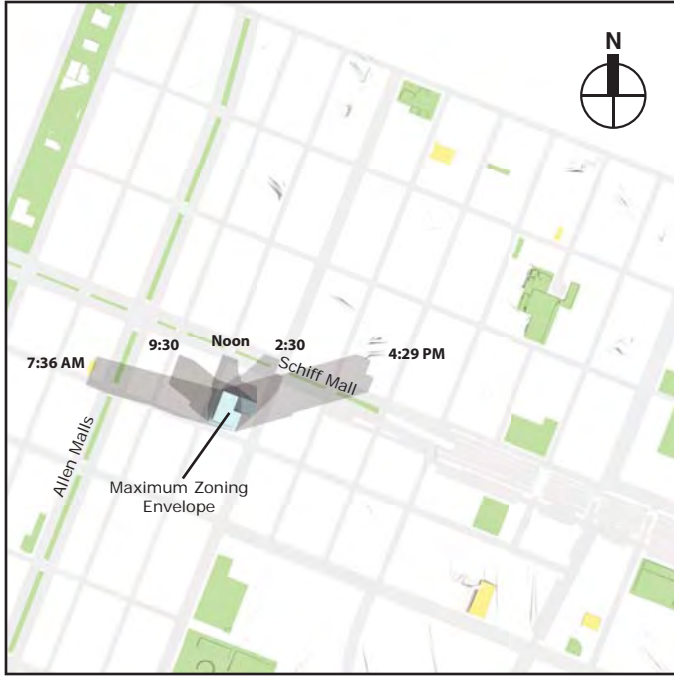 N
7:36 AM
9:30
Noon
2:30
4:29 PM
Schiff Mall
Allen Malls
Maximum Zoning
Envelope